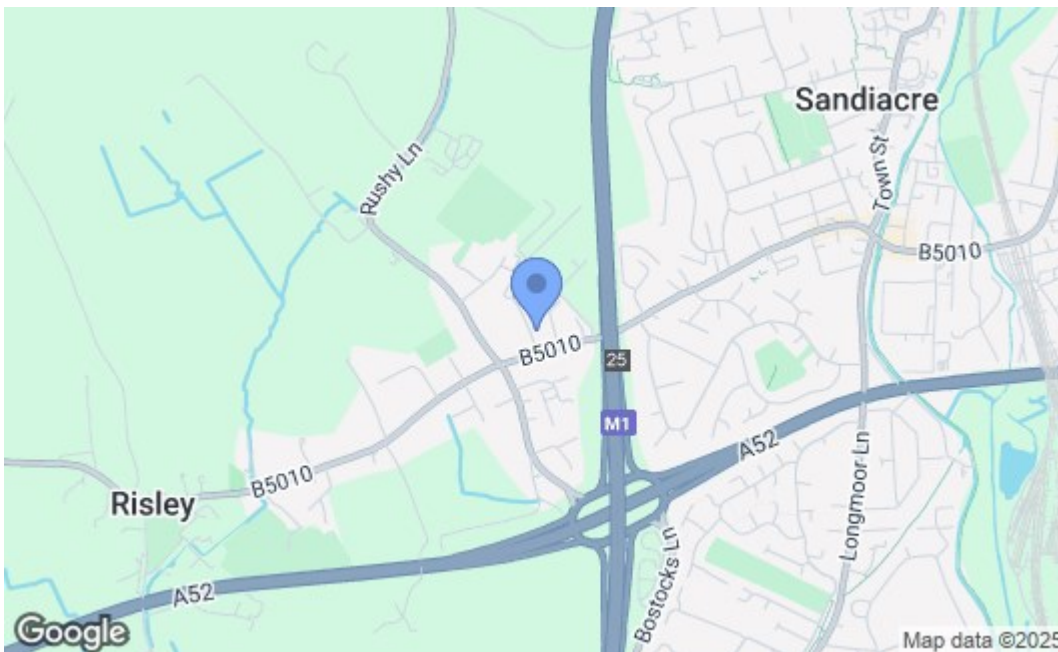 Sandiacre
Town St
Rushy Ln
B5010
B5010
25
M1
A52
Longmoor Ln
B5010
Risley
Bostocks Ln
A52
Google
Map data ©2025